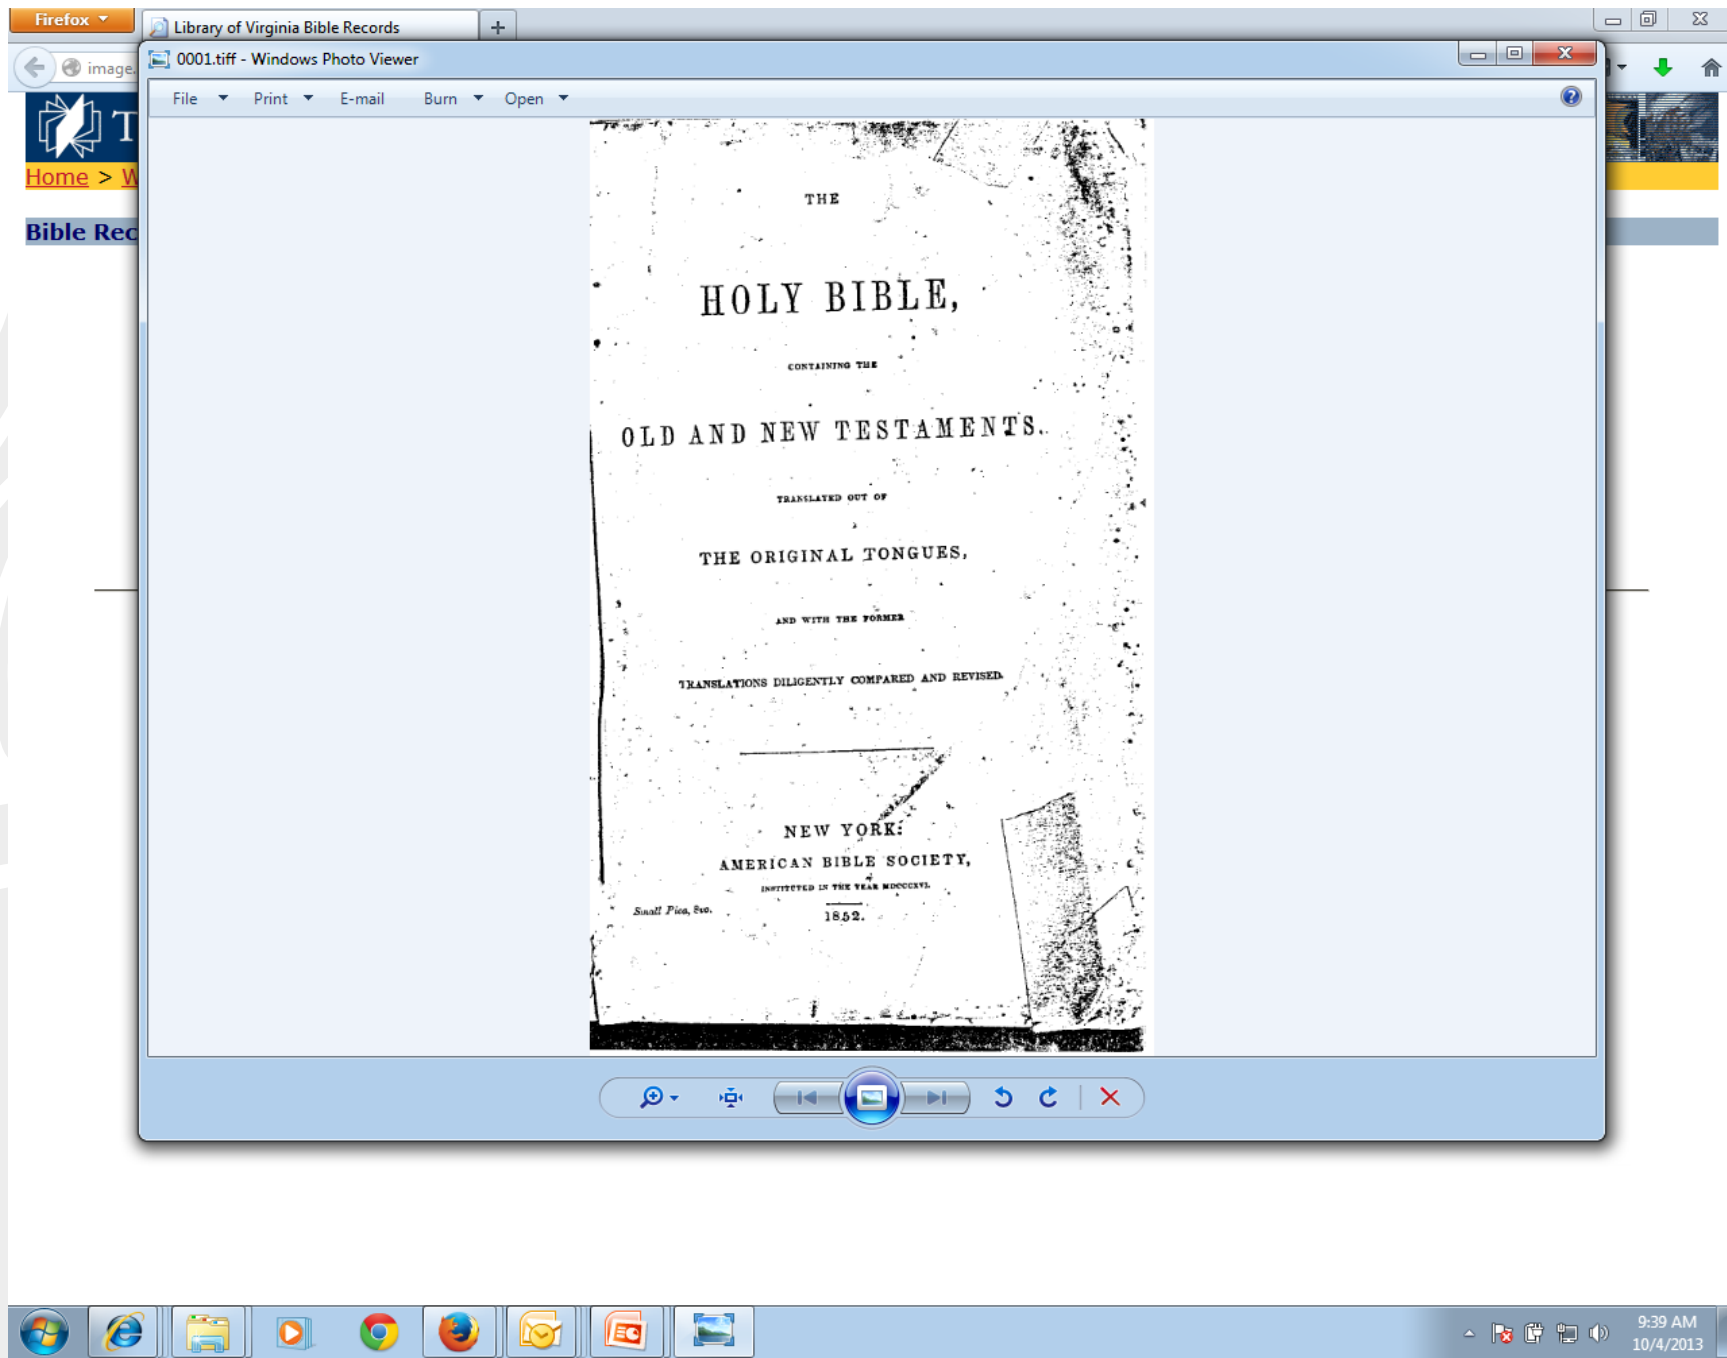 Firefox
Library of Virginia Bible Records
+
image.
0001.tiff - Windows Photo Viewer
File Print E-mail Burn Open
T
Home > W
Bible Rec
THE
HOLY BIBLE,
CONTAINING THE
OLD AND NEW TESTAMENTS.
TRANSLATED OUT OF
THE ORIGINAL TONGUES,
AND WITH THE FORMER
TRANSLATIONS DILIGENTLY COMPARED AND REVISED.
NEW YORK:
AMERICAN BIBLE SOCIETY,
INSTITUTED IN THE YEAR MDCCCXVI.
Small Pica, 8vo.
1852.
9:39 AM
10/4/2013